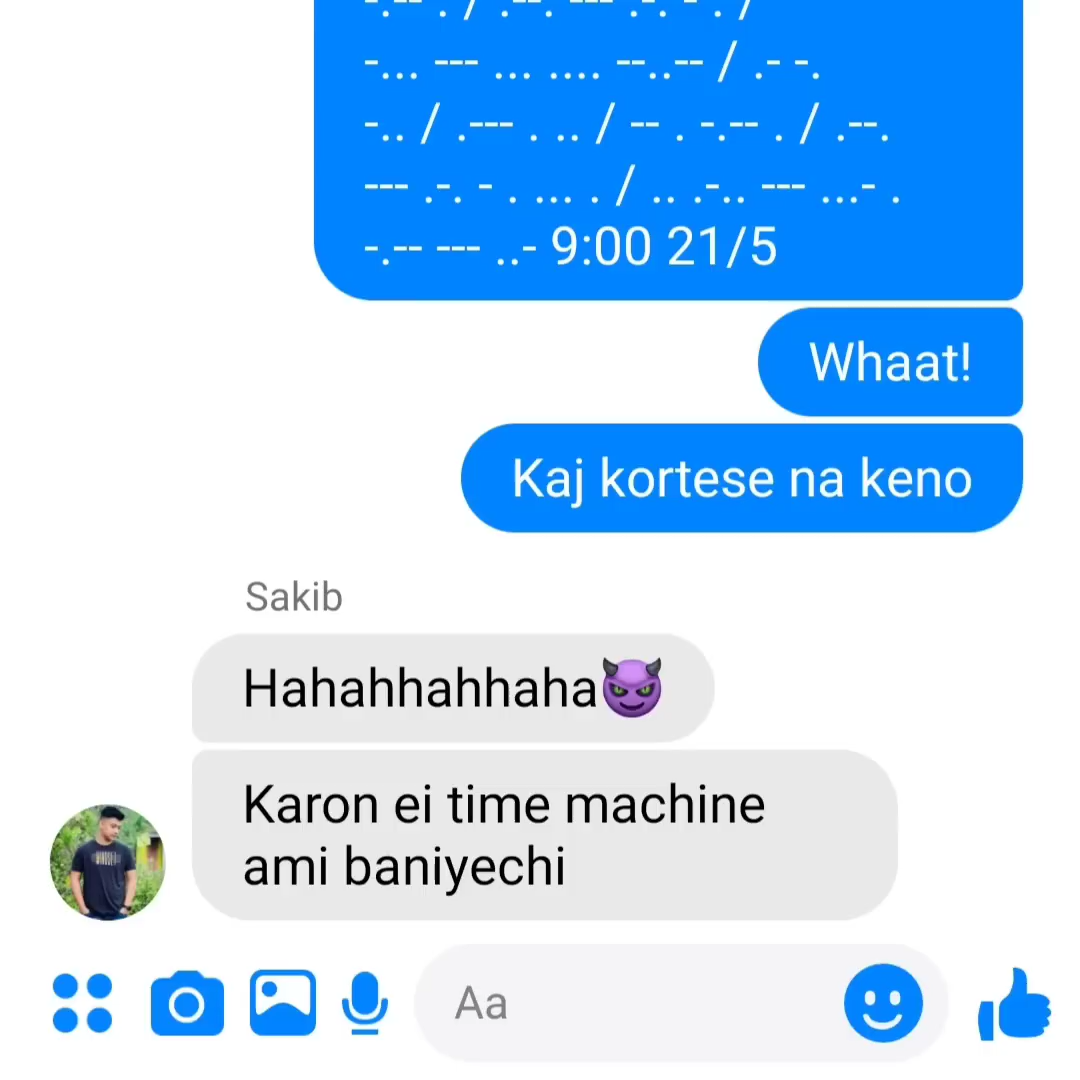 -... --- ... .... --..-- / .- -.
-.. / .--- . .. / -- . -.-- . / .--.
--- .-. - . ... . / .. .-.. --- ...- .
-.-- --- ..- 9:00 21/5
Whaat!
Kaj kortese na keno
Sakib
Hahahhahhaha😈
Karon ei time machine
ami baniyechi
Aa